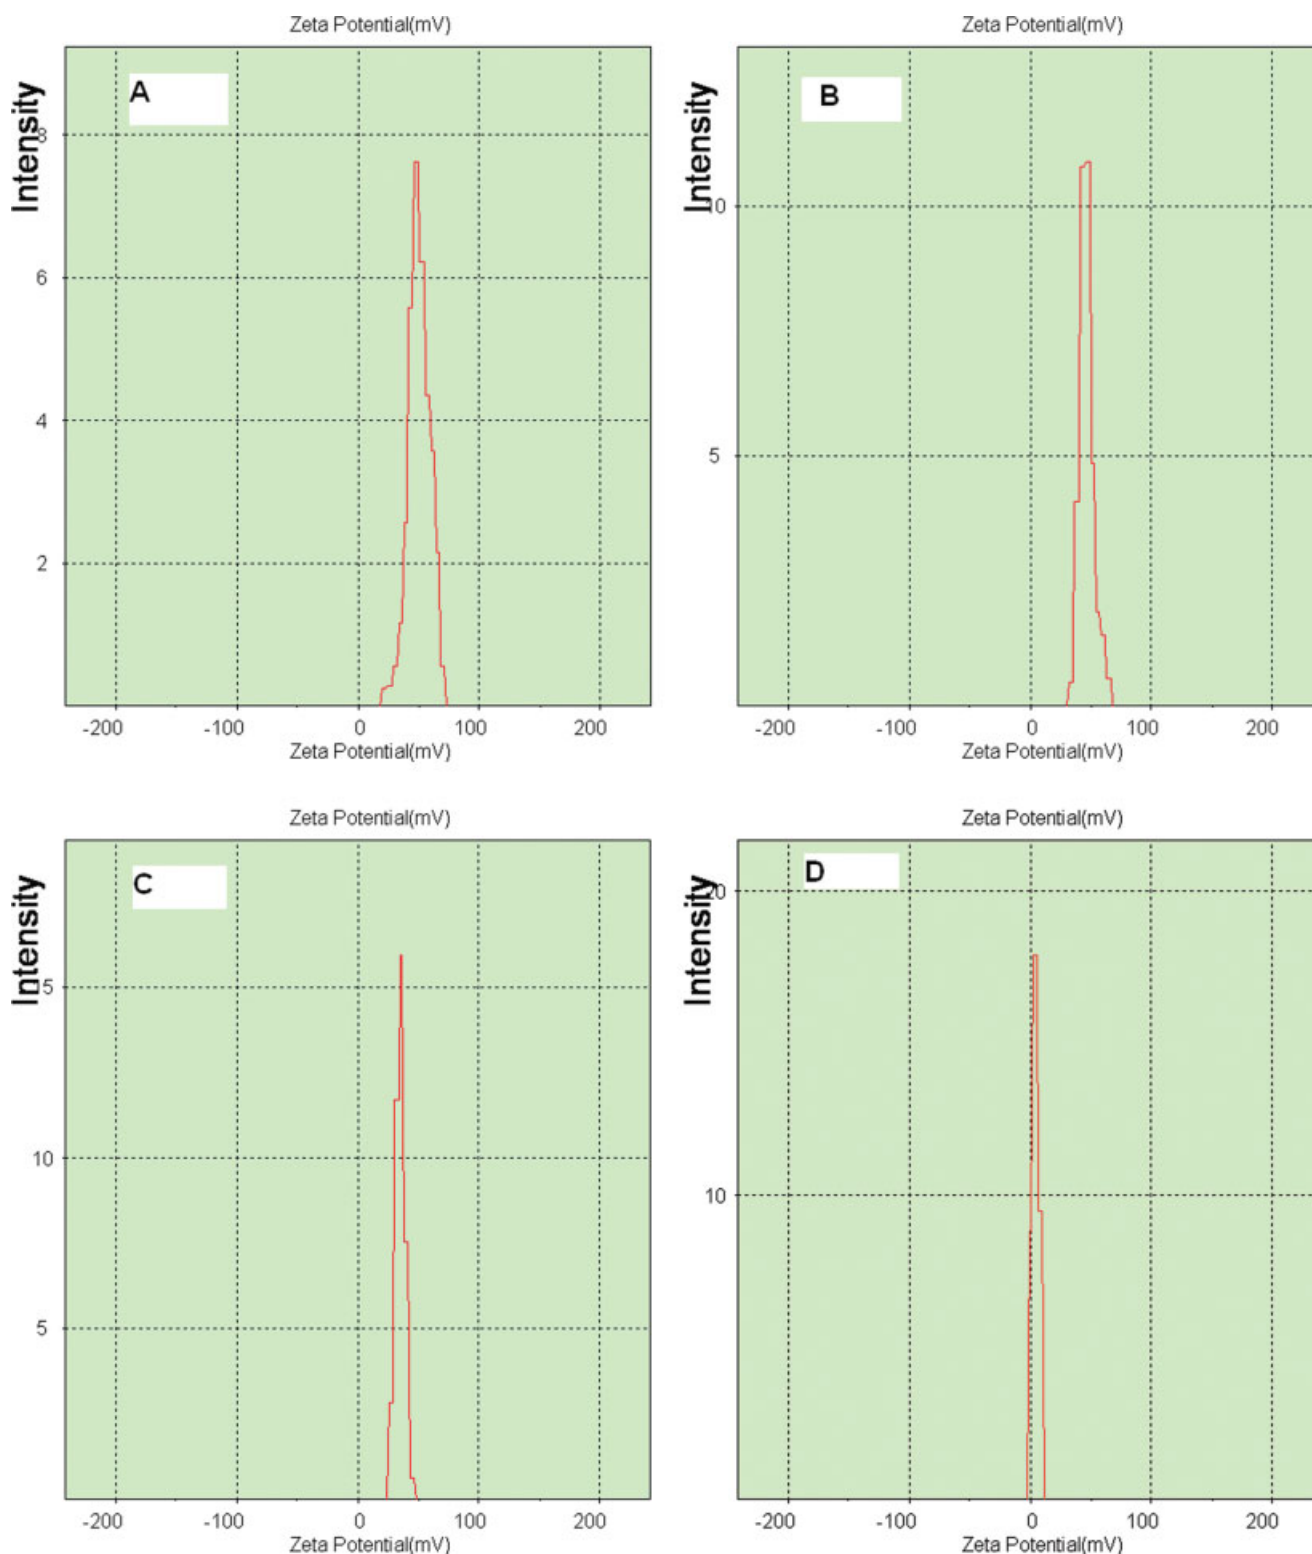 Zeta Potential(mV)
A
Intensity
8
6
4
2
-200 -100 0 100 200
Zeta Potential(mV)
Zeta Potential(mV)
B
Intensity
10
5
-200 -100 0 100 200
Zeta Potential(mV)
Zeta Potential(mV)
C
Intensity
15
10
5
-200 -100 0 100 200
Zeta Potential(mV)
Zeta Potential(mV)
D
Intensity
20
10
-200 -100 0 100 200
Zeta Potential(mV)